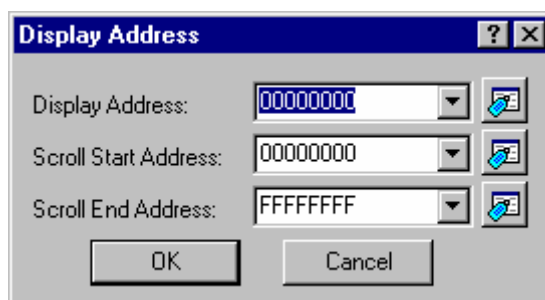 Display Address
Display Address: 00000000
Scroll Start Address: 00000000
Scroll End Address: FFFFFFFF
OK Cancel